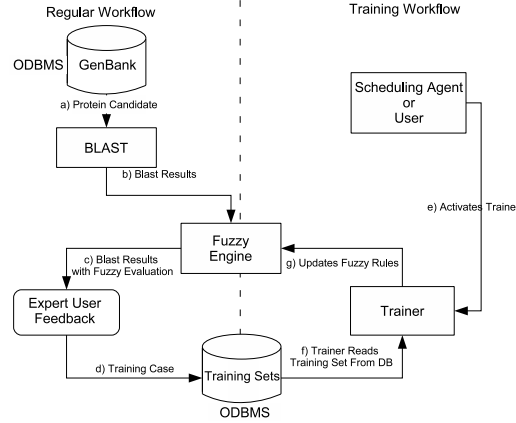 Regular Workflow
Training Workflow
ODBMS
GenBank
a) Protein Candidate
BLAST
b) Blast Results
Scheduling Agent
or
User
e) Activates Traine
Fuzzy
Engine
c) Blast Results
with Fuzzy Evaluation
g) Updates Fuzzy Rules
Expert User
Feedback
Trainer
d) Training Case
Training Sets
f) Trainer Reads
Training Set From DB
ODBMS